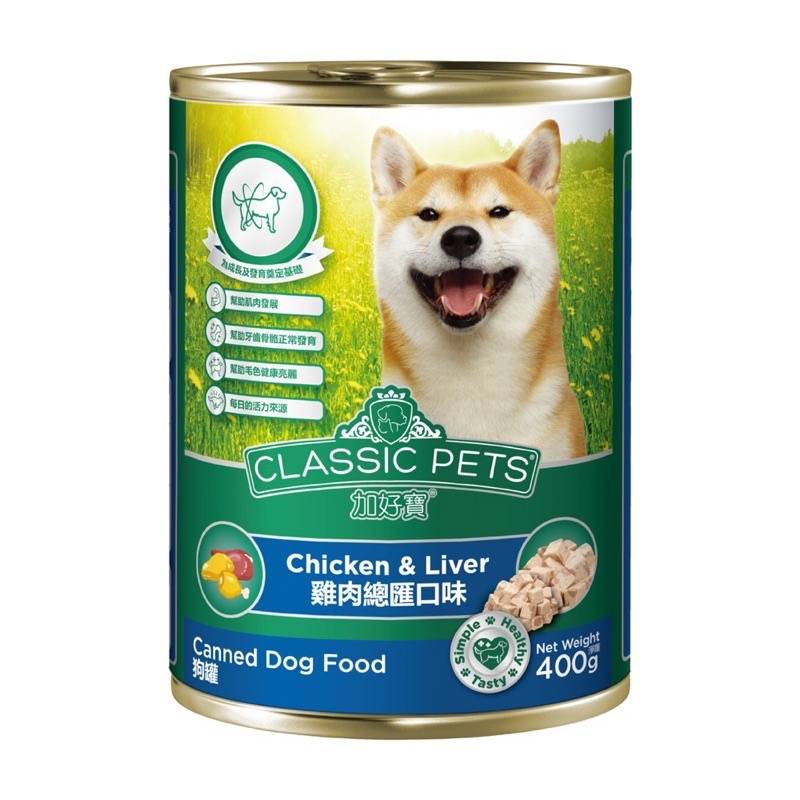 為成長及發育奠定基礎
幫助肌肉發展
幫助牙齒骨骼正常發育
幫助毛色健康亮麗
每日的活力來源
CLASSIC PETS®
加好寶®
Chicken & Liver
雞肉總匯口味
Simple Healthy Tasty
Canned Dog Food
狗罐
Net Weight
淨重
400g